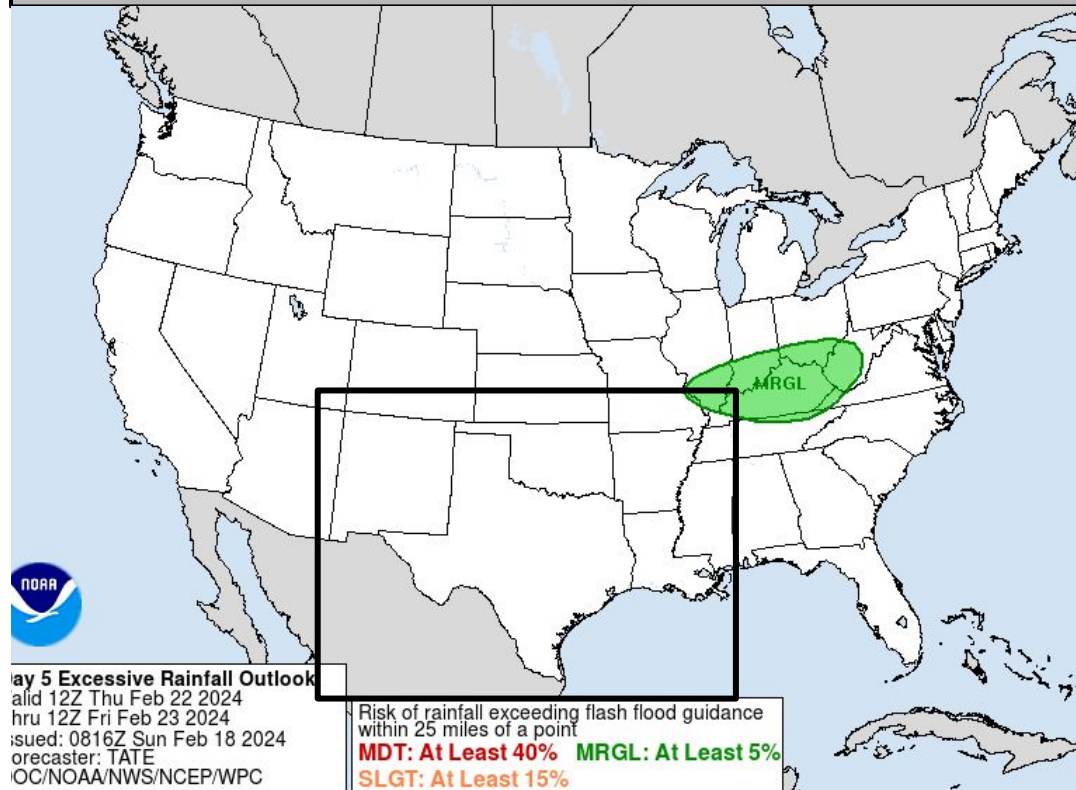 MRGL
NOAA
ay 5 Excessive Rainfall Outlook
alid 12Z Thu Feb 22 2024
hru 12Z Fri Feb 23 2024
ssued: 0816Z Sun Feb 18 2024
orecaster: TATE
OC/NOAA/NWS/NCEP/WPC
Risk of rainfall exceeding flash flood guidance
within 25 miles of a point
MDT: At Least 40% MRGL: At Least 5%
SLGT: At Least 15%